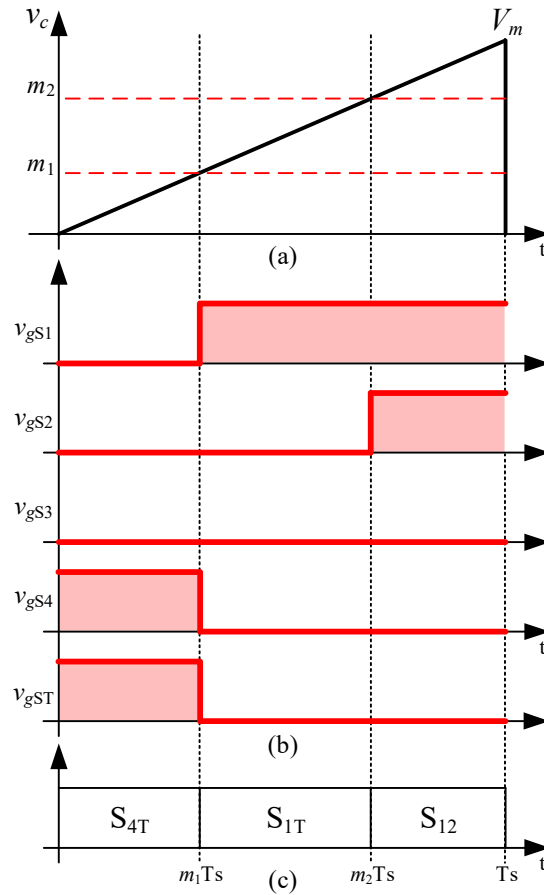 v_c V_m
m_2
m_1
t
(a)
v_gS1
v_gS2
v_gS3
v_gS4
t
v_gST
(b)
S_4T S_1T S_12
t
m_1Ts m_2Ts Ts
(c)